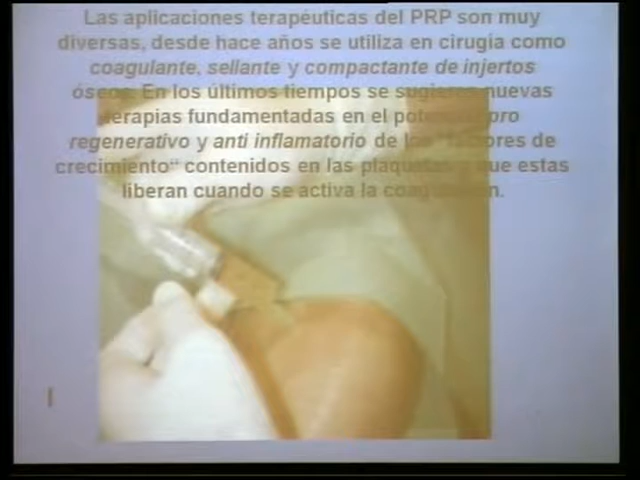 Las aplicaciones terapéuticas del PRP son muy
diversas, desde hace años se utiliza en cirugía como
coagulante, sellante y compactante de injertos
óseos. En los últimos tiempos se sugieren nuevas
terapias fundamentadas en el potencial pro
regenerativo y anti inflamatorio de los "factores de
crecimiento" contenidos en las plaquetas y que estas
liberan cuando se activa la coagulación.